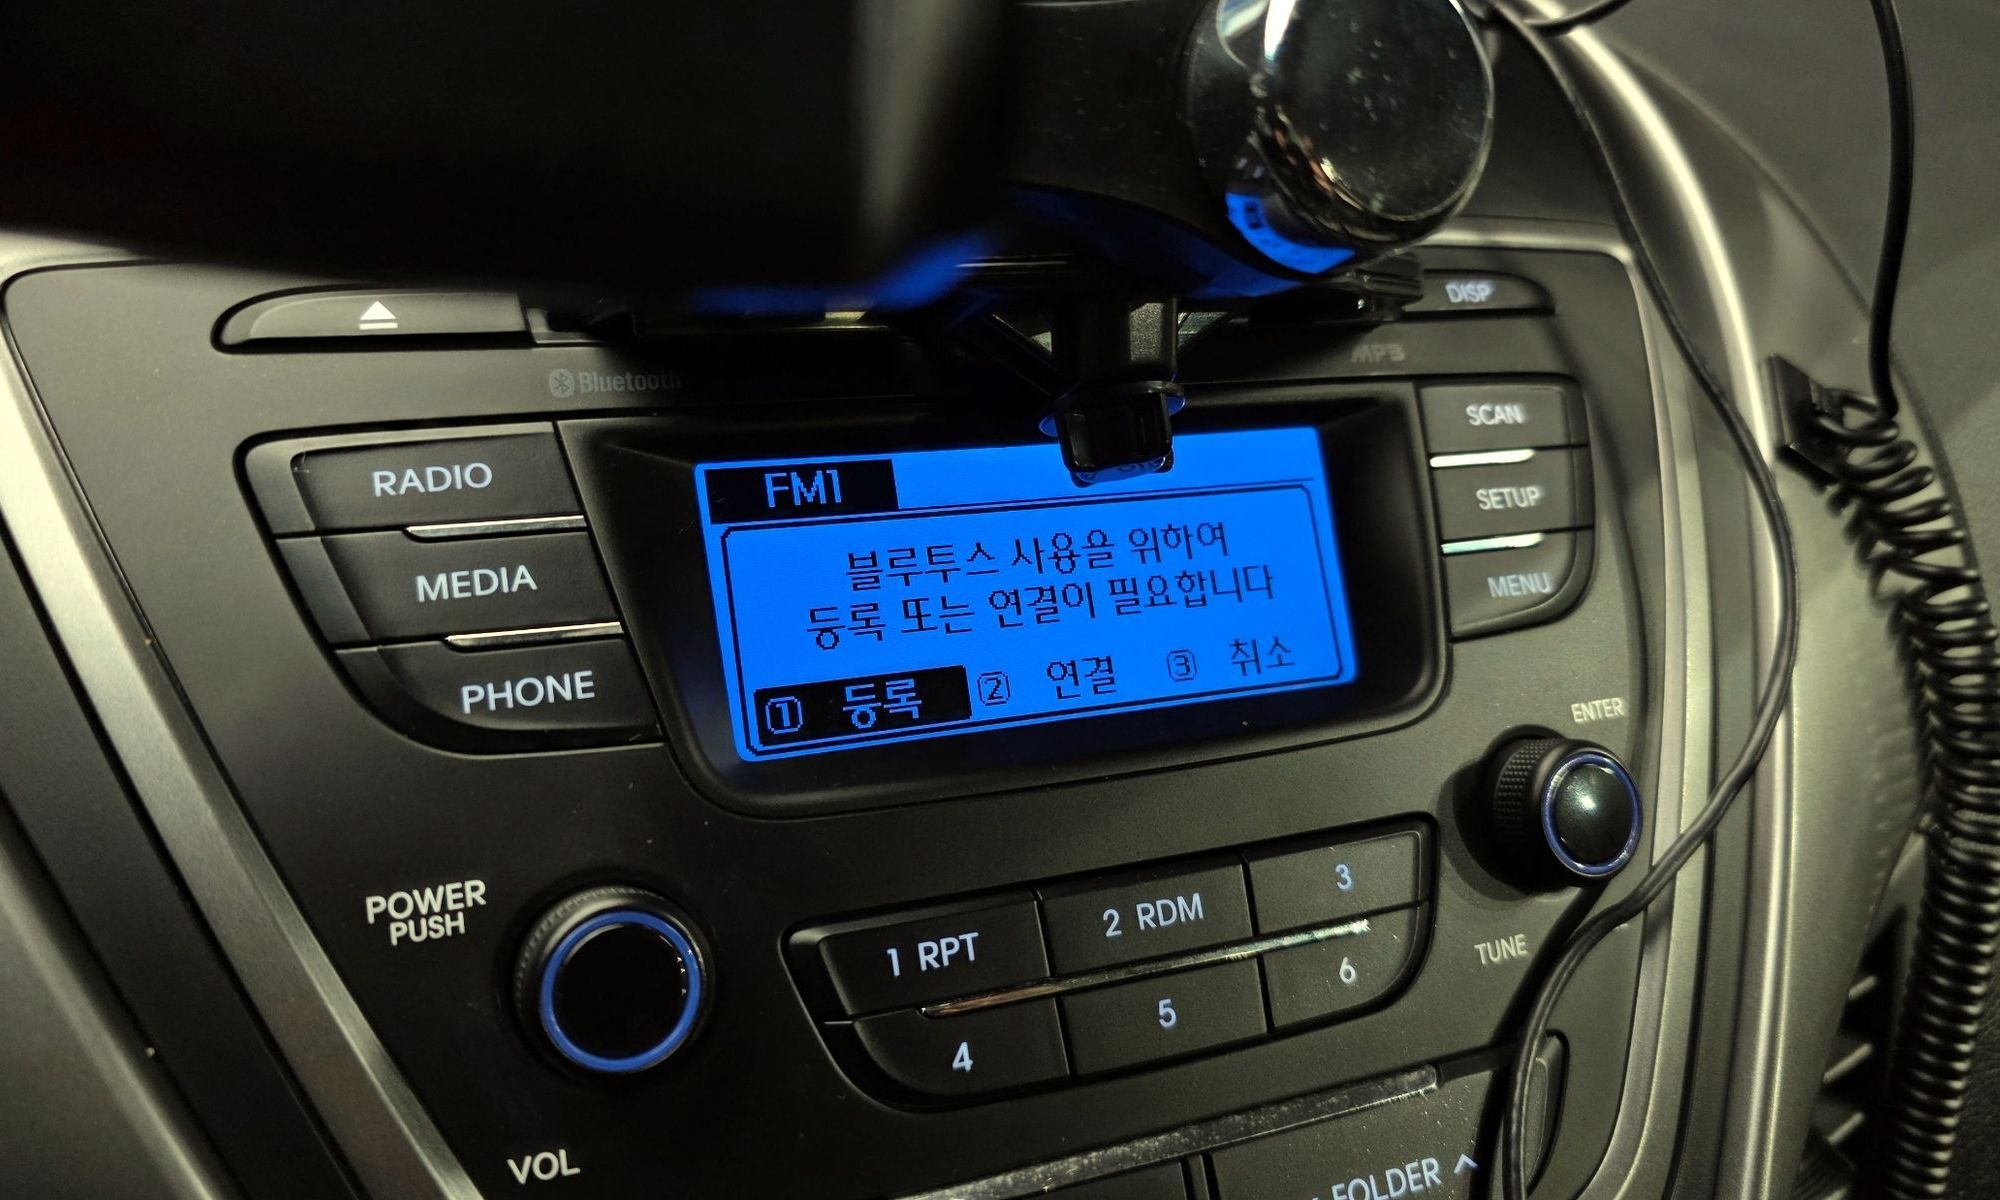 DISP
Bluetooth
MP3
RADIO
MEDIA
PHONE
FM1
블루투스 사용을 위하여
등록 또는 연결이 필요합니다
1 등록 2 연결 3 취소
SCAN
SETUP
MENU
ENTER
TUNE
POWER
PUSH
VOL
1 RPT
2 RDM
3
4
5
6
FOLDER ^